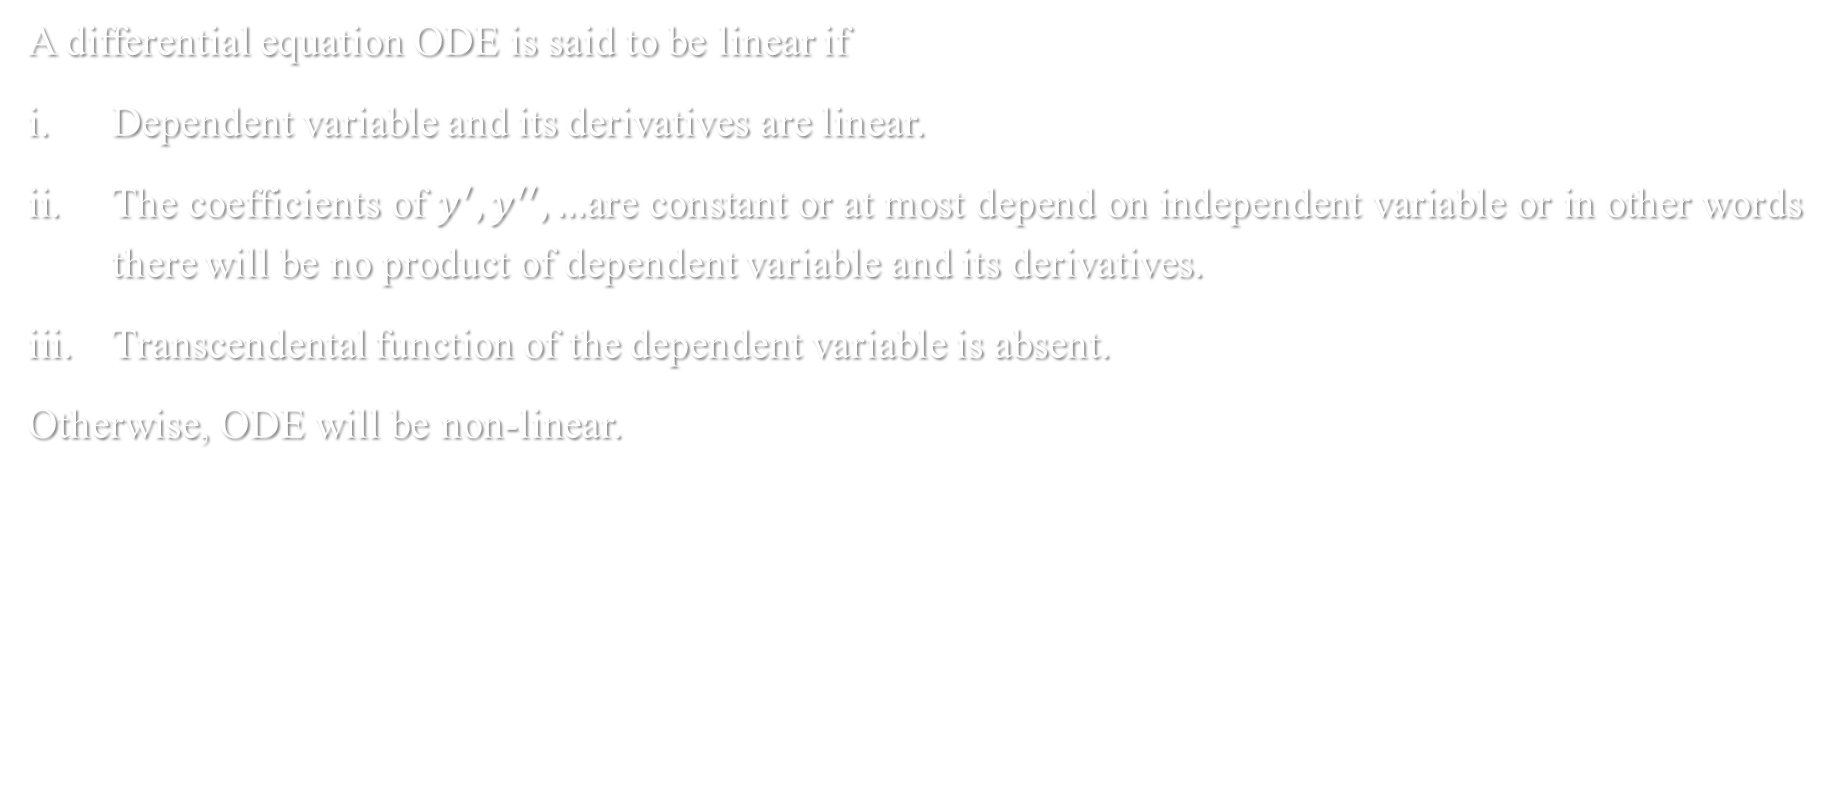 A differential equation ODE is said to be linear if
i. Dependent variable and its derivatives are linear.
ii. The coefficients of y′, y′′, …are constant or at most depend on independent variable or in other words
there will be no product of dependent variable and its derivatives.
iii. Transcendental function of the dependent variable is absent.
Otherwise, ODE will be non-linear.